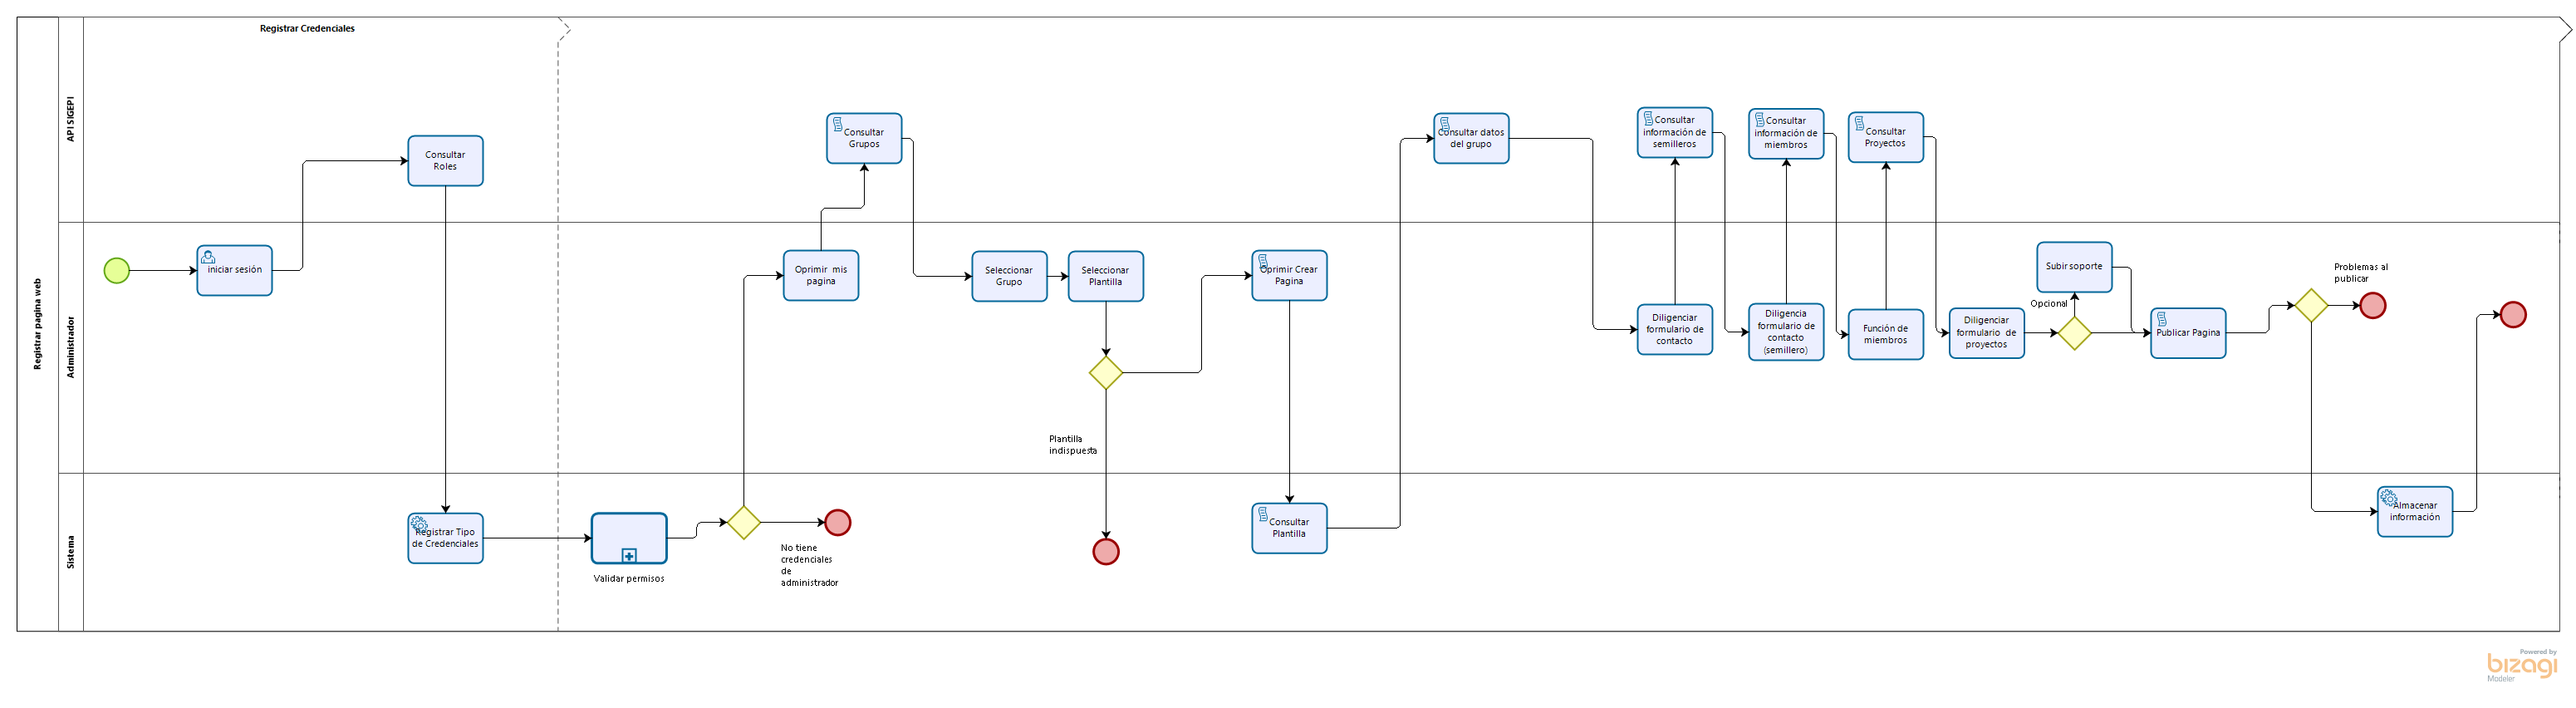 Registrar Credenciales
Registrar pagina web
API SIGEPI
Administrador
Sistema
iniciar sesión
Consultar
Roles
Registrar Tipo
de Credenciales
Validar permisos
No tiene
credenciales
de
administrador
Oprimir mis
pagina
Consultar
Grupos
Seleccionar
Grupo
Seleccionar
Plantilla
Plantilla
indispuesta
Oprimir Crear
Pagina
Consultar
Plantilla
Consultar datos
del grupo
Diligenciar
formulario de
contacto
Consultar
información de
semilleros
Diligencia
formulario de
contacto
(semillero)
Consultar
información de
miembros
Función de
miembros
Consultar
Proyectos
Diligenciar
formulario de
proyectos
Opcional
Subir soporte
Publicar Pagina
Problemas al
publicar
Almacenar
información
Powered by
bizagi
Modeler